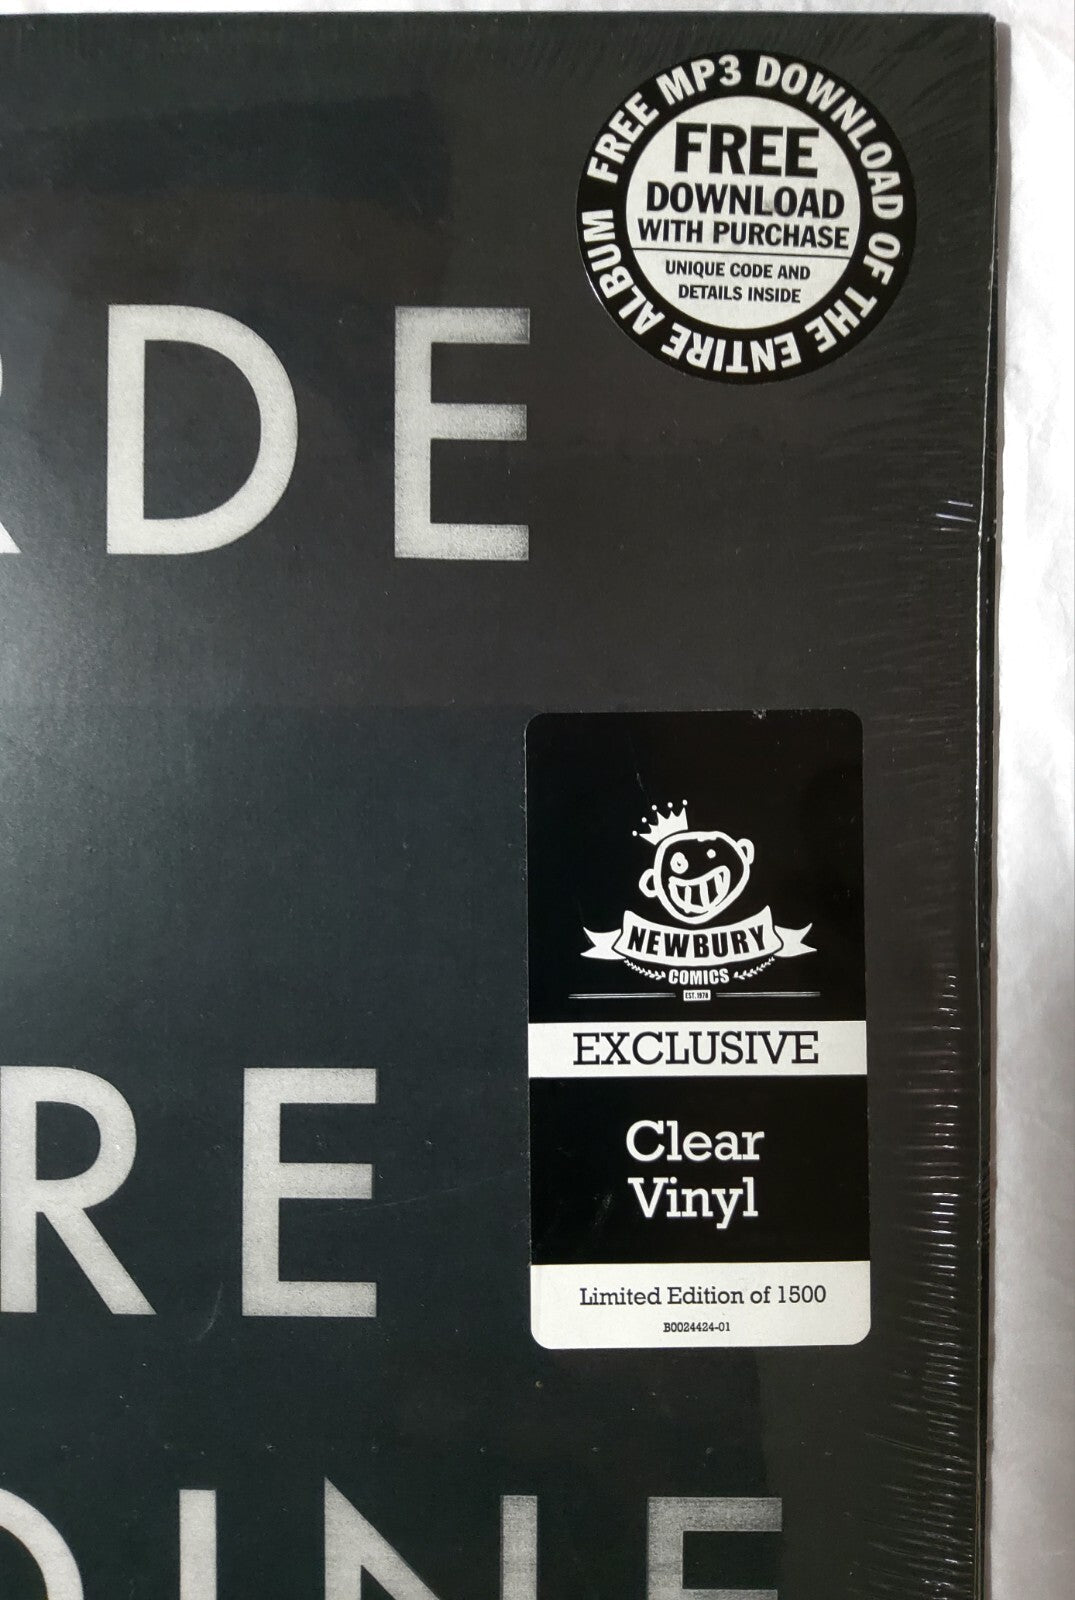 FREE MP3 DOWNLOAD OF THE ENTIRE ALBUM
FREE
DOWNLOAD
WITH PURCHASE
UNIQUE CODE AND
DETAILS INSIDE
RDE
NEWBURY
COMICS
EST. 1978
EXCLUSIVE
Clear
Vinyl
Limited Edition of 1500
B0024424-01
RE
OINE